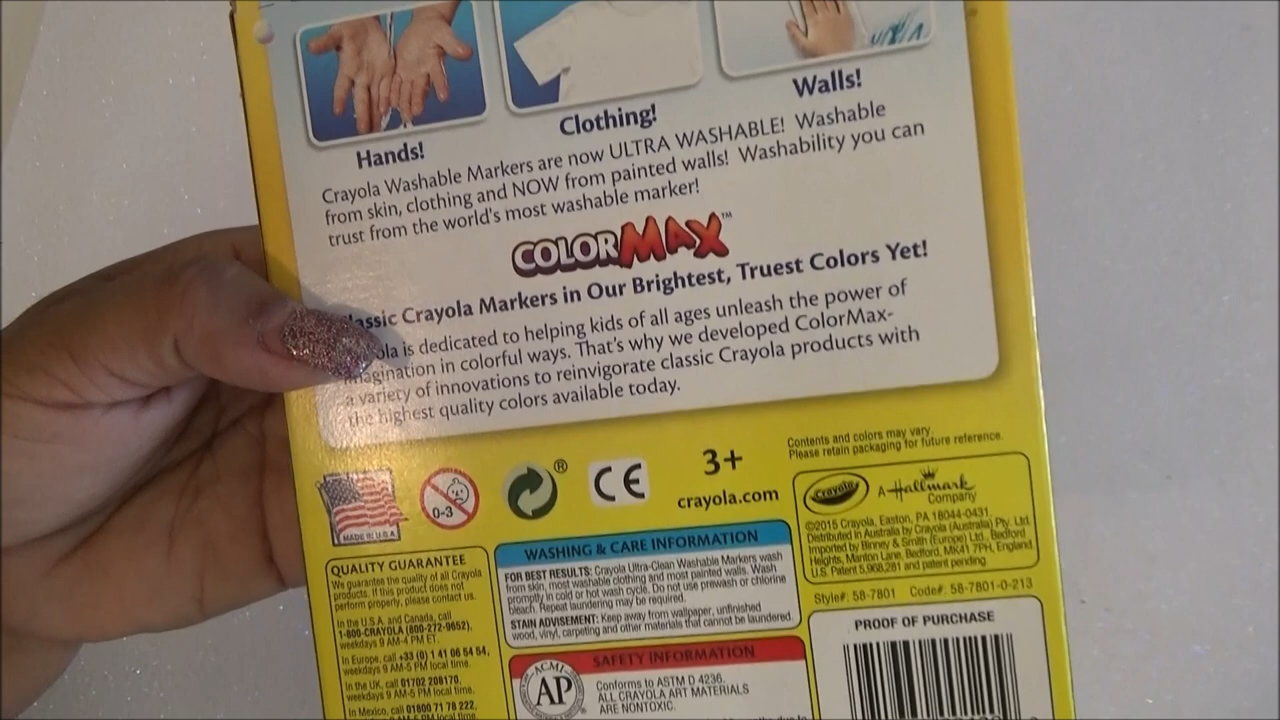 Hands!
Clothing!
Walls!
Crayola Washable Markers are now ULTRA WASHABLE! Washable
from skin, clothing and NOW from painted walls! Washability you can
trust from the world's most washable marker!
COLORMAX™
Classic Crayola Markers in Our Brightest, Truest Colors Yet!
ola is dedicated to helping kids of all ages unleash the power of
imagination in colorful ways. That's why we developed ColorMax-
a variety of innovations to reinvigorate classic Crayola products with
the highest quality colors available today.
MADE IN U.S.A.
0-3
®
CE
3+
crayola.com
Contents and colors may vary.
Please retain packaging for future reference.
Crayola
A Hallmark
Company
©2015 Crayola, Easton, PA 18044-0431.
Distributed in Australia by Crayola (Australia) Pty. Ltd.
Imported by Binney & Smith (Europe) Ltd., Bedford
Heights, Manton Lane, Bedford, MK41 7PH, England
U.S. Patent 5,968,281 and patent pending
Style#: 58-7801 Code#: 58-7801-0-213
PROOF OF PURCHASE
QUALITY GUARANTEE
We guarantee the quality of all Crayola
products. If this product does not
perform properly, please contact us.
In the U.S.A. and Canada, call
1-800-CRAYOLA (800-272-9652),
weekdays 9 AM-4 PM ET.
In Europe, call +33 (0) 1 41 06 54 54,
weekdays 9 AM-5 PM local time.
In the UK, call 01702 208170,
weekdays 9 AM-5 PM local time.
In Mexico, call 01800 71 78 222,
weekdays 9 AM-6 PM local time.
WASHING & CARE INFORMATION
FOR BEST RESULTS: Crayola Ultra-Clean Washable Markers wash
from skin, most washable clothing and most painted walls. Wash
promptly in cold or hot wash cycle. Do not use prewash or chlorine
bleach. Repeat laundering may be required.
STAIN ADVISEMENT: Keep away from wallpaper, unfinished
wood, vinyl, carpeting and other materials that cannot be laundered.
SAFETY INFORMATION
ACMI
AP
Conforms to ASTM D 4236.
ALL CRAYOLA ART MATERIALS
ARE NONTOXIC.